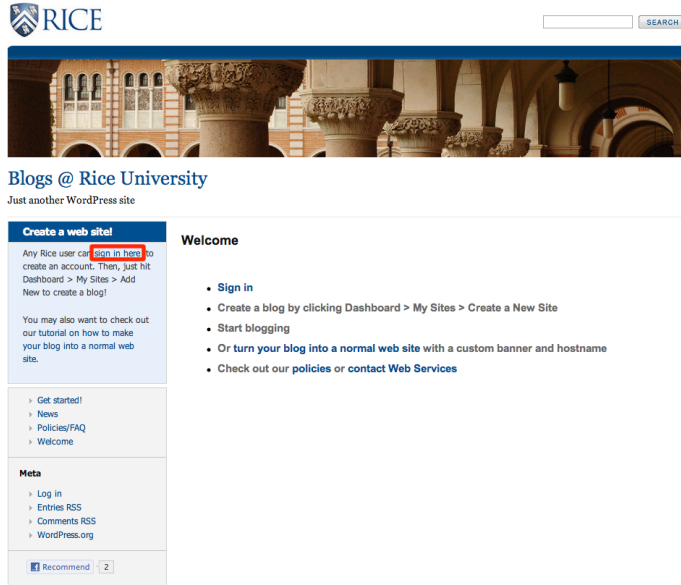 RICE
SEARCH
Blogs @ Rice University
Just another WordPress site
Create a web site!
Any Rice user can sign in here to
create an account. Then, just hit
Dashboard > My Sites > Add
New to create a blog!
You may also want to check out
our tutorial on how to make
your blog into a normal web
site.
Get started!
News
Policies/FAQ
Welcome
Meta
Log in
Entries RSS
Comments RSS
WordPress.org
Recommend 2
Welcome
Sign in
Create a blog by clicking Dashboard > My Sites > Create a New Site
Start blogging
Or turn your blog into a normal web site with a custom banner and hostname
Check out our policies or contact Web Services